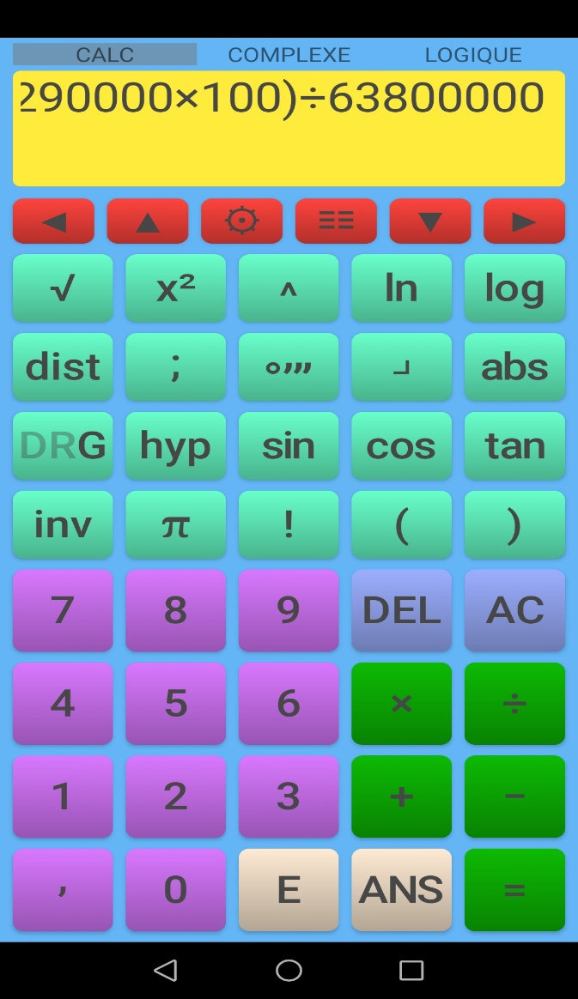 CALC COMPLEXE LOGIQUE
290000×100)÷63800000
√ x² ^ ln log
dist ; °,,, ┘ abs
DRG hyp sin cos tan
inv π ! ( )
7 8 9 DEL AC
4 5 6 × ÷
1 2 3 + −
, 0 E ANS =